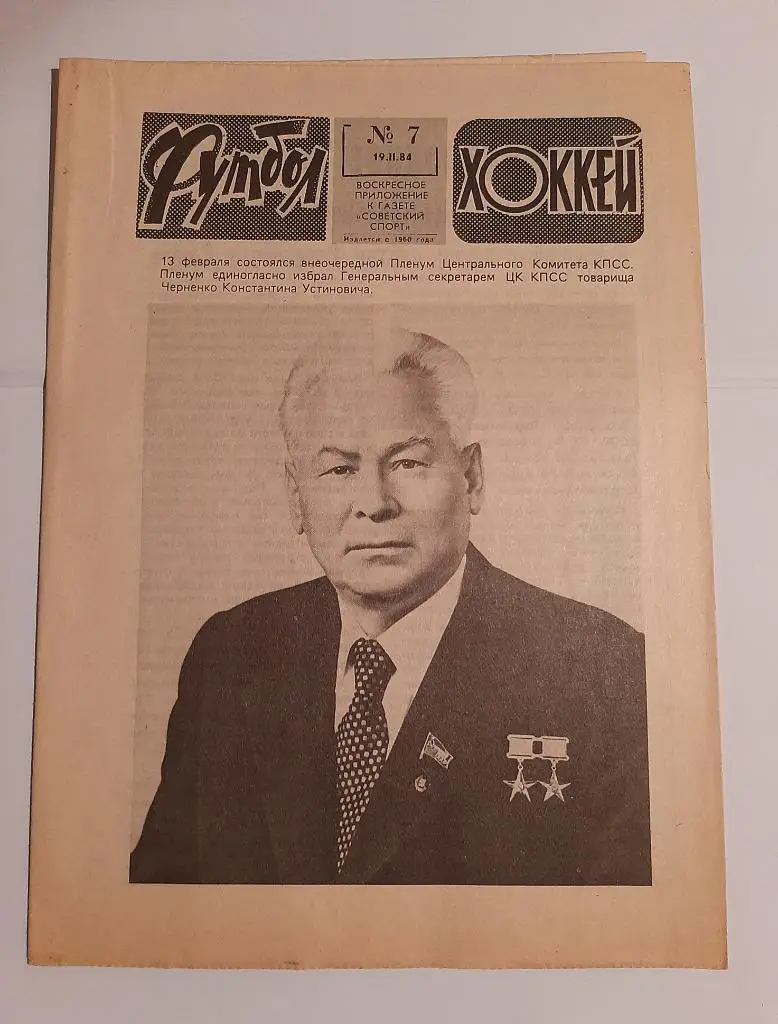 Футбол
№ 7
19.II.84
ВОСКРЕСНОЕ
ПРИЛОЖЕНИЕ
К ГАЗЕТЕ
«СОВЕТСКИЙ
СПОРТ»
Издается с 1960 года
ХОККЕЙ
13 февраля состоялся внеочередной Пленум Центрального Комитета КПСС.
Пленум единогласно избрал Генеральным секретарем ЦК КПСС товарища
Черненко Константина Устиновича.